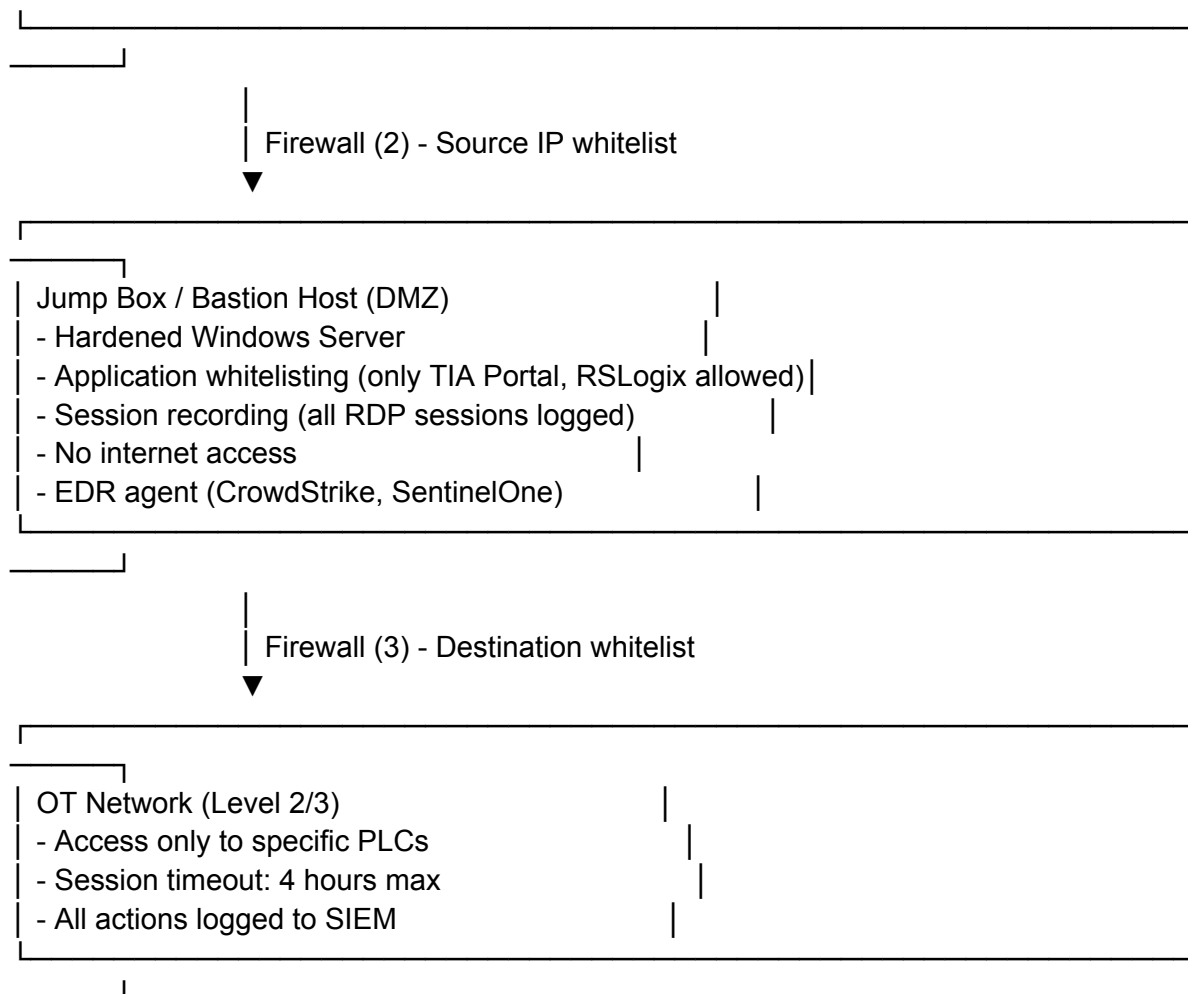 Firewall (2) - Source IP whitelist
Jump Box / Bastion Host (DMZ)
- Hardened Windows Server
- Application whitelisting (only TIA Portal, RSLogix allowed)
- Session recording (all RDP sessions logged)
- No internet access
- EDR agent (CrowdStrike, SentinelOne)
Firewall (3) - Destination whitelist
OT Network (Level 2/3)
- Access only to specific PLCs
- Session timeout: 4 hours max
- All actions logged to SIEM